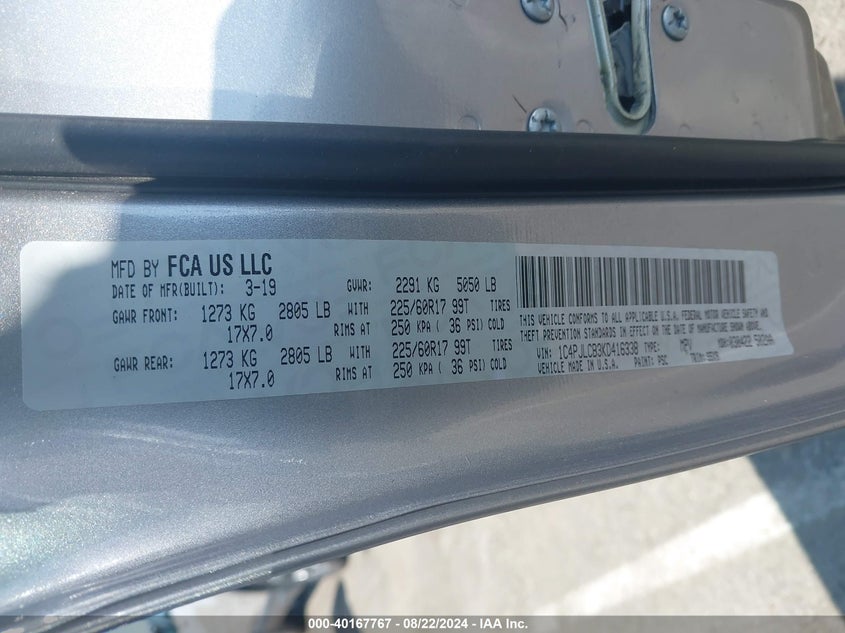 MFD BY FCA US LLC
DATE OF MFR(BUILT): 3-19 GVWR: 2291 KG 5050 LB
GAWR FRONT: 1273 KG 2805 LB WITH 225/60R17 99T TIRES
17X7.0 RIMS AT 250 KPA ( 36 PSI) COLD
GAWR REAR: 1273 KG 2805 LB WITH 225/60R17 99T TIRES
17X7.0 RIMS AT 250 KPA ( 36 PSI) COLD
THIS VEHICLE CONFORMS TO ALL APPLICABLE U.S.A. FEDERAL MOTOR VEHICLE SAFETY AND
THEFT PREVENTION STANDARDS IN EFFECT ON THE DATE OF MANUFACTURE SHOWN ABOVE.
VIN: 1C4PJLCB3KD416338 TYPE: MPV MDH:
VEHICLE MADE IN U.S.A. PAINT: PSC TRIM:
000-40167767 - 08/22/2024 - IAA Inc.